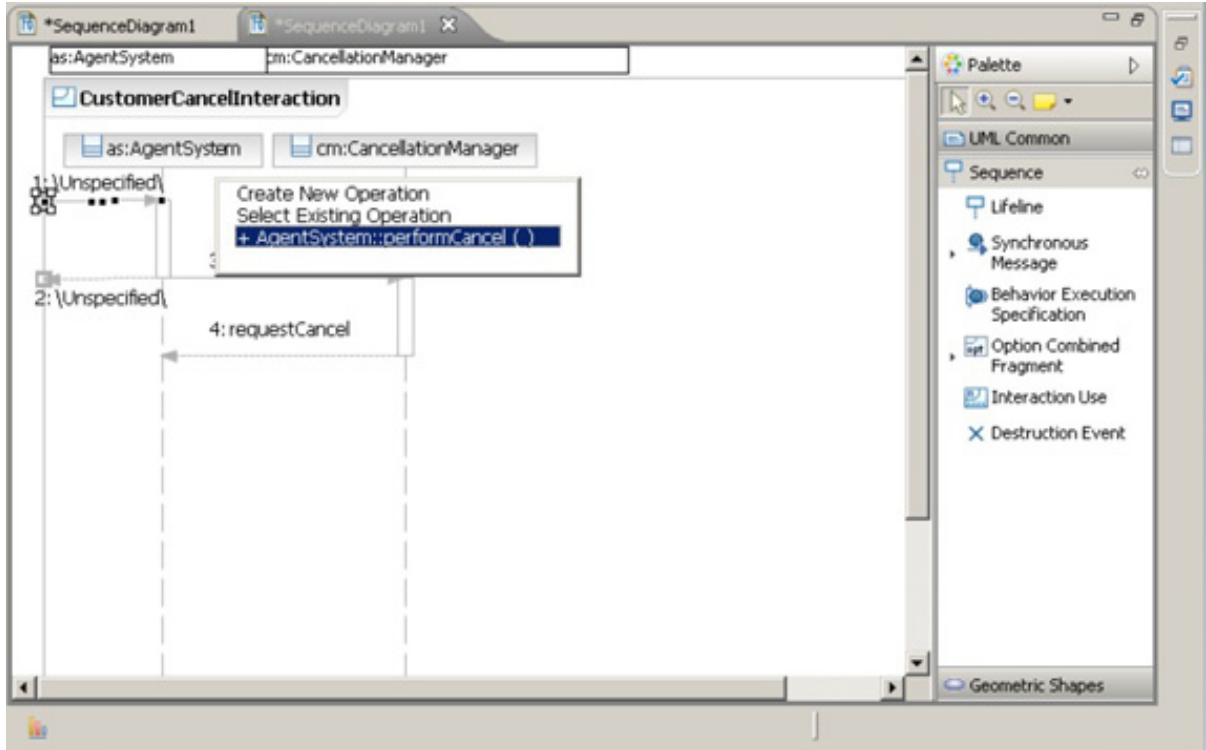 *SequenceDiagram1
*SequenceDiagram1
as:AgentSystem
cm:CancellationManager
CustomerCancelInteraction
as:AgentSystem
cm:CancellationManager
1: \Unspecified\
Create New Operation
Select Existing Operation
+ AgentSystem::performCancel ( )
2: \Unspecified\
4: requestCancel
Palette
UML Common
Sequence
Lifeline
Synchronous
Message
Behavior Execution
Specification
opt
Option Combined
Fragment
Interaction Use
Destruction Event
Geometric Shapes